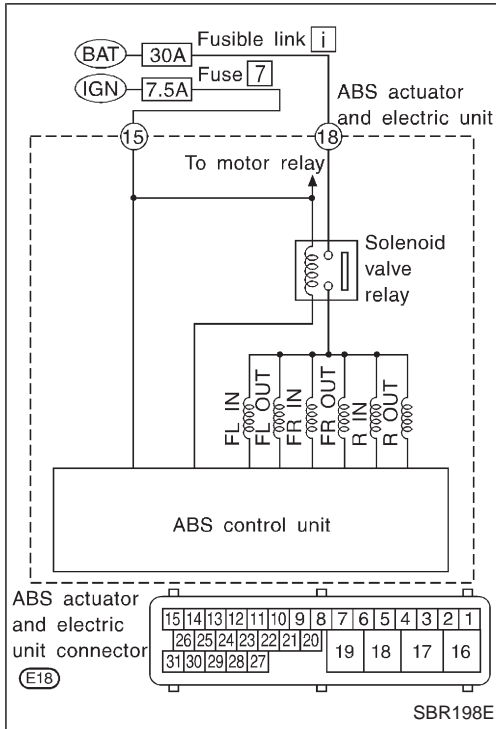 BAT 30A Fusible link i
IGN 7.5A Fuse 7
ABS actuator
and electric unit
15 18
To motor relay
Solenoid
valve
relay
FL IN
FL OUT
FR IN
FR OUT
R IN
R OUT
ABS control unit
ABS actuator
and electric
unit connector
E18
15 14 13 12 11 10 9 8 7 6 5 4 3 2 1
26 25 24 23 22 21 20
31 30 29 28 27
19 18 17 16
SBR198E